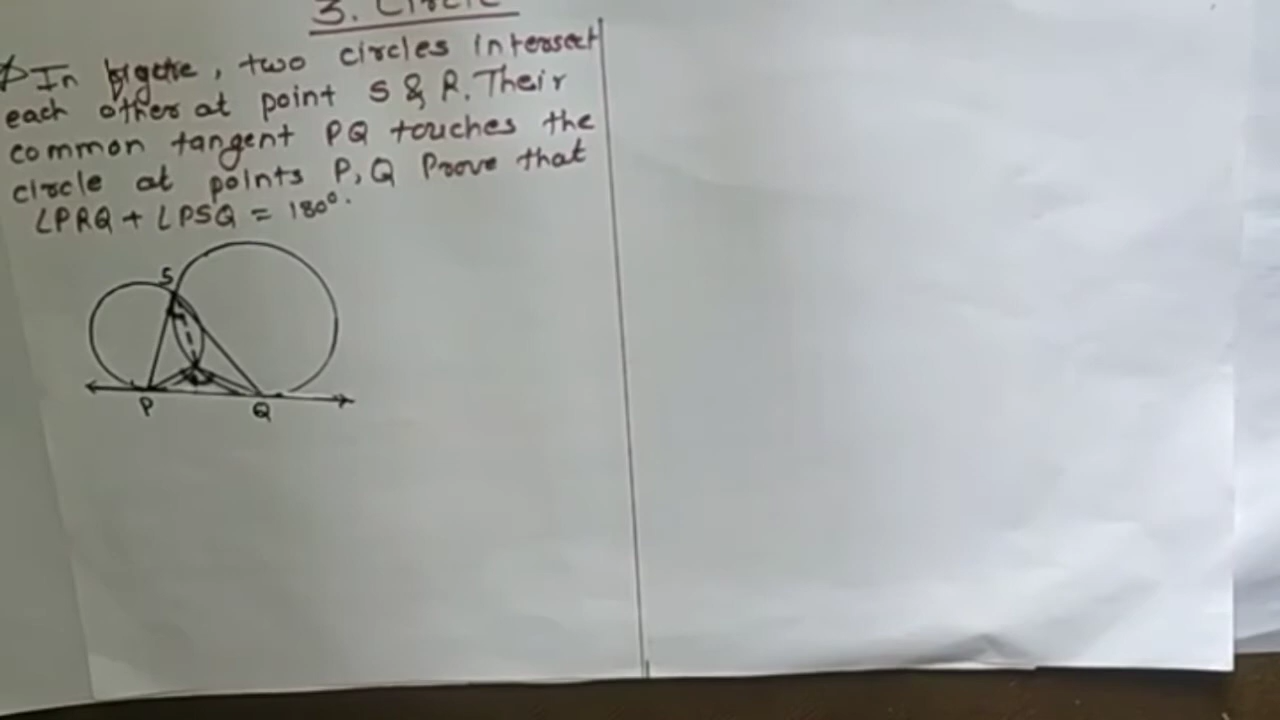 3. Circle
In figure, two circles intersect
each other at point S & R. Their
common tangent PQ touches the
circle at points P, Q Prove that
∠PRQ + ∠PSQ = 180°.
S
P
Q